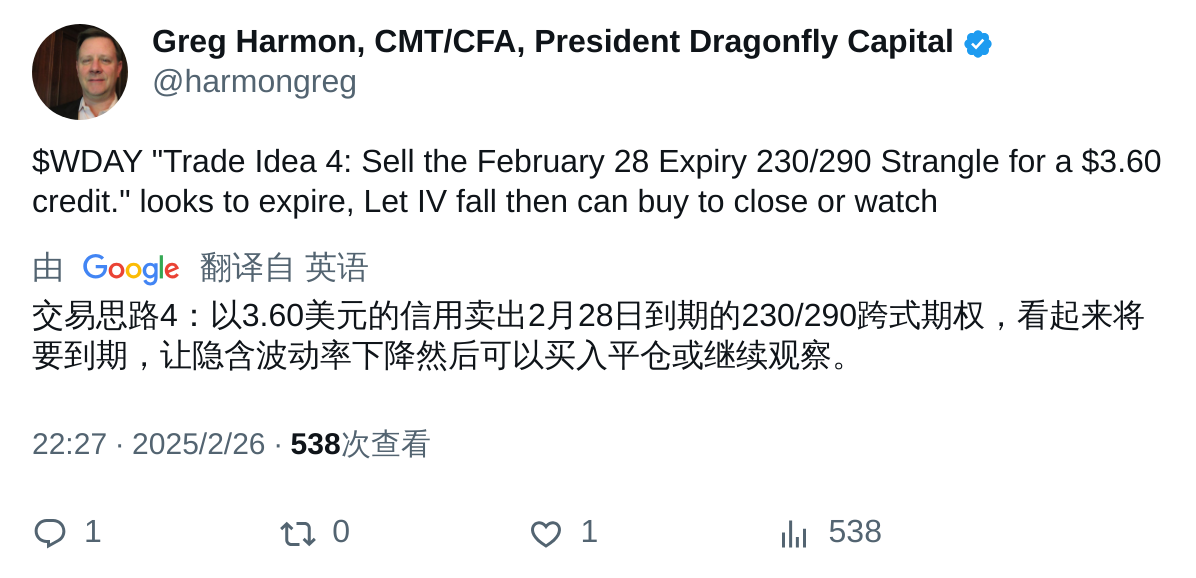 Greg Harmon, CMT/CFA, President Dragonfly Capital
@harmongreg
$WDAY "Trade Idea 4: Sell the February 28 Expiry 230/290 Strangle for a $3.60
credit." looks to expire, Let IV fall then can buy to close or watch
由 Google 翻译自 英语
交易思路4：以3.60美元的信用卖出2月28日到期的230/290跨式期权，看起来将
要到期，让隐含波动率下降然后可以买入平仓或继续观察。
22:27 · 2025/2/26 · 538次查看
1 0 1 538